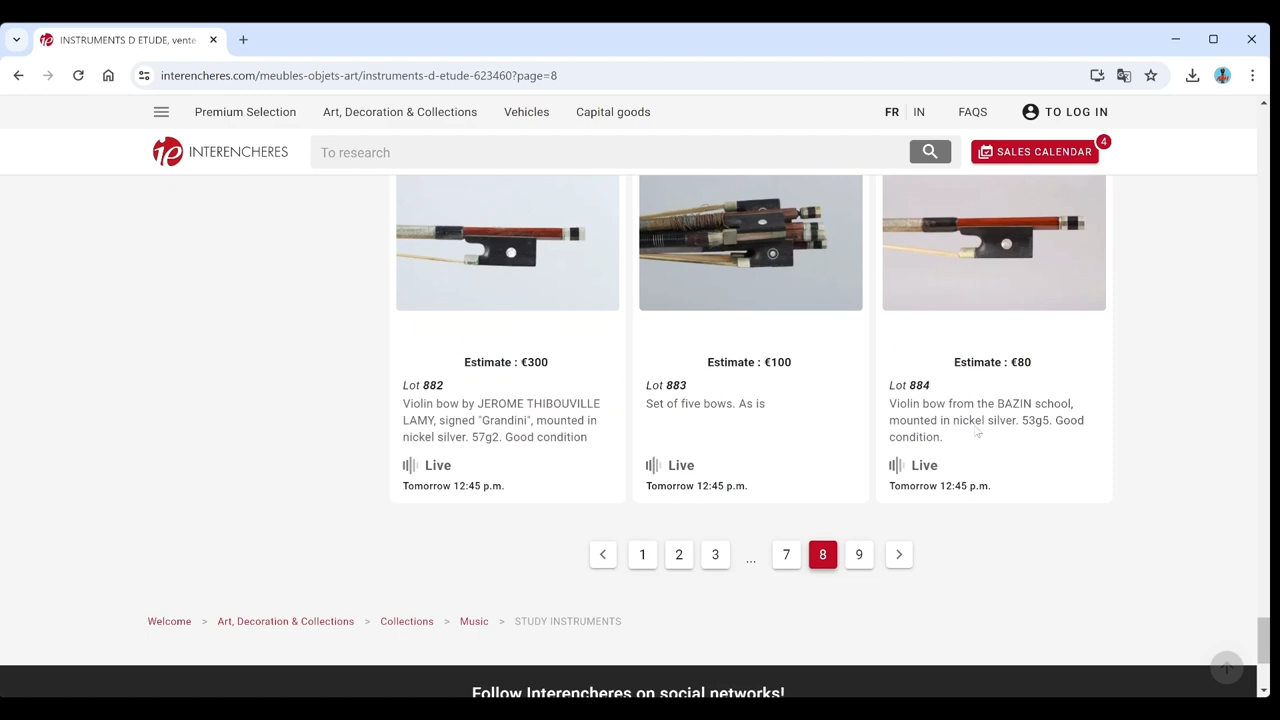 INSTRUMENTS D ETUDE, vente
interencheres.com/meubles-objets-art/instruments-d-etude-623460?page=8
Premium Selection Art, Decoration & Collections Vehicles Capital goods FR IN FAQS TO LOG IN
INTERENCHERES To research SALES CALENDAR 4
Estimate : €300
Lot 882
Violin bow by JEROME THIBOUVILLE
LAMY, signed "Grandini", mounted in
nickel silver. 57g2. Good condition
Live
Tomorrow 12:45 p.m.
Estimate : €100
Lot 883
Set of five bows. As is
Live
Tomorrow 12:45 p.m.
Estimate : €80
Lot 884
Violin bow from the BAZIN school,
mounted in nickel silver. 53g5. Good
condition.
Live
Tomorrow 12:45 p.m.
1 2 3 ... 7 8 9
Welcome > Art, Decoration & Collections > Collections > Music > STUDY INSTRUMENTS
Follow Interencheres on social networks!